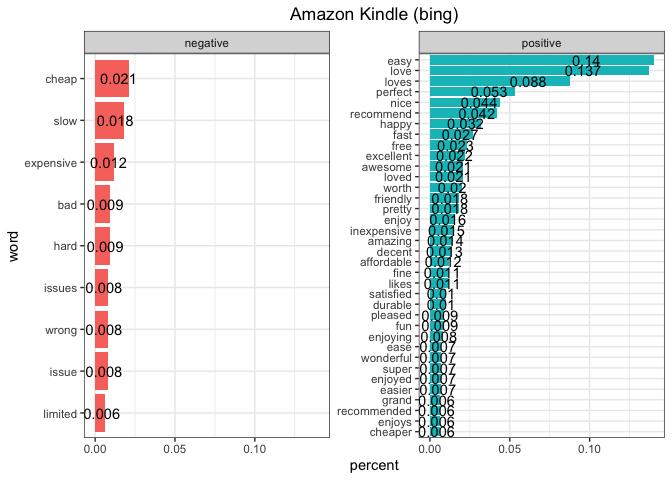 Amazon Kindle (bing)
negative
cheap 0.021
slow 0.018
expensive 0.012
bad 0.009
hard 0.009
issues 0.008
wrong 0.008
issue 0.008
limited 0.006
0.00 0.05 0.10
positive
easy 0.14
love 0.137
loves 0.088
perfect 0.053
nice 0.044
recommend 0.042
happy 0.032
fast 0.027
free 0.023
excellent 0.022
awesome 0.021
loved 0.021
worth 0.02
friendly 0.018
pretty 0.018
enjoy 0.016
inexpensive 0.015
amazing 0.014
decent 0.013
affordable 0.012
fine 0.011
likes 0.011
satisfied 0.01
durable 0.01
pleased 0.009
fun 0.009
enjoying 0.008
ease 0.007
wonderful 0.007
super 0.007
enjoyed 0.007
easier 0.007
grand 0.006
recommended 0.006
enjoys 0.006
cheaper 0.006
0.00 0.05 0.10
word
percent